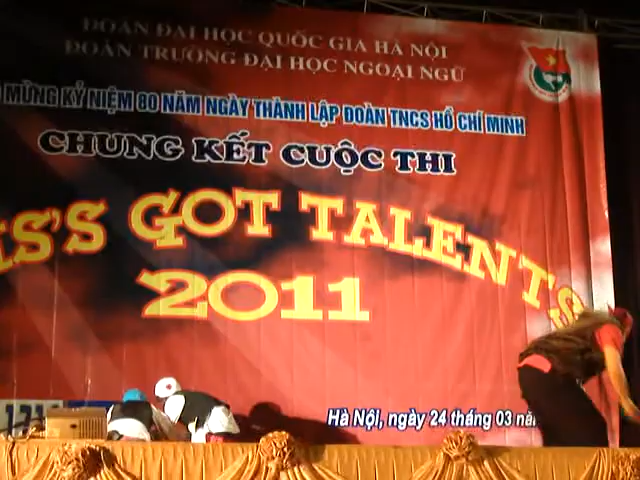 ĐOÀN ĐẠI HỌC QUỐC GIA HÀ NỘI
ĐOÀN TRƯỜNG ĐẠI HỌC NGOẠI NGỮ
MỪNG KỶ NIỆM 80 NĂM NGÀY THÀNH LẬP ĐOÀN TNCS HỒ CHÍ MINH
CHUNG KẾT CUỘC THI
IS'S GOT TALENTS
2011
Hà Nội, ngày 24 tháng 03 năm